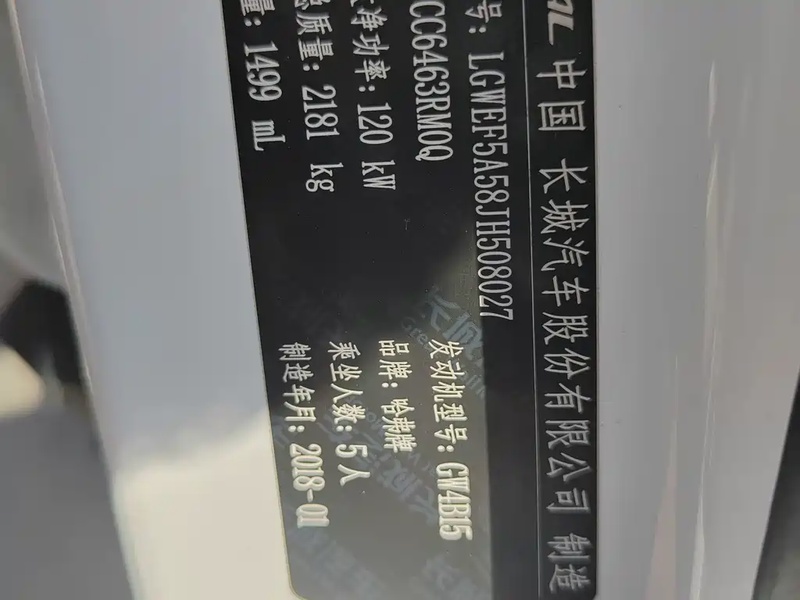 中国 长城汽车股份有限公司 制造
号: LGWEF5A58JH508027
CC6463RM0Q 发动机型号: GW4B15
净功率: 120 kW 品牌: 哈弗牌
总质量: 2181 kg 乘坐人数: 5人
量: 1499 mL 制造年月: 2018-01